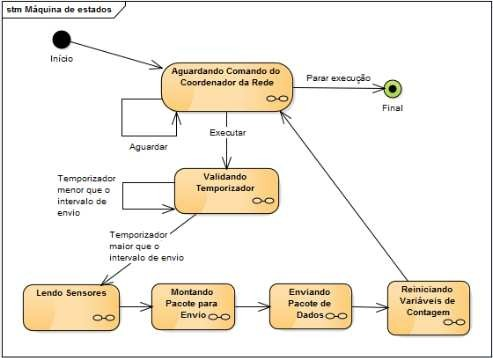 stm Máquina de estados
Início
Aguardando Comando do
Coordenador da Rede
Parar execução
Final
Aguardar
Executar
Validando
Temporizador
Temporizador
menor que o
intervalo de
envio
Temporizador
maior que o
intervalo de envio
Lendo Sensores
Montando
Pacote para
Envio
Enviando
Pacote de
Dados
Reiniciando
Variáveis de
Contagem